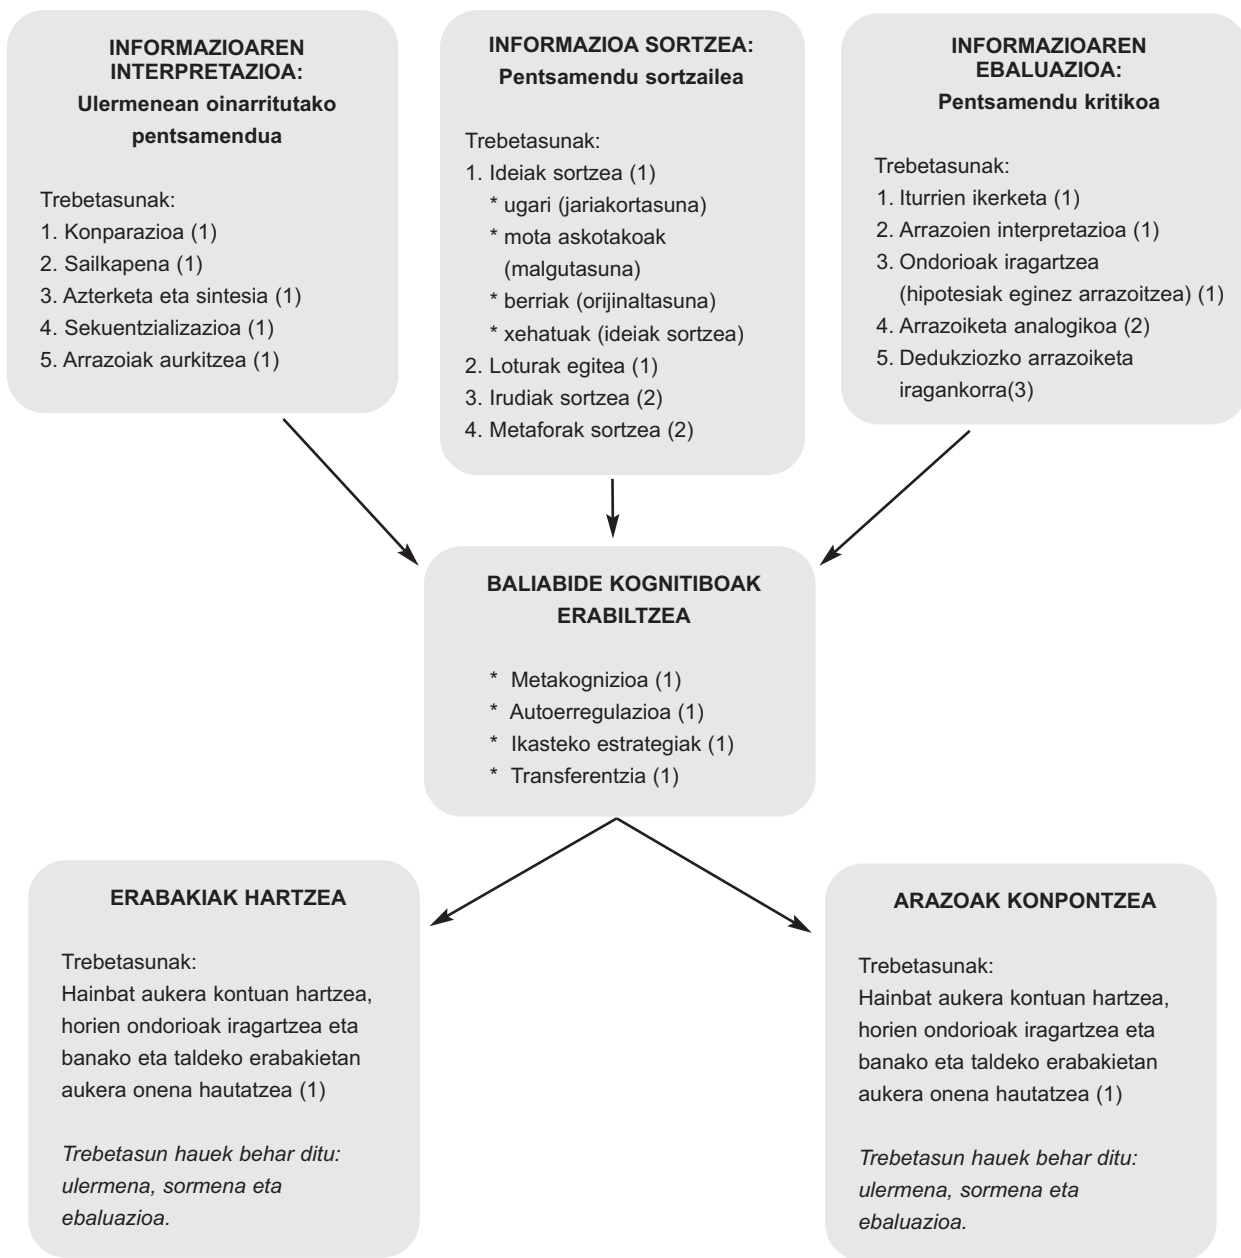 INFORMAZIOAREN
INTERPRETAZIOA:
Ulermenean oinarritutako
pentsamendua
Trebetasunak:
1. Konparazioa (1)
2. Sailkapena (1)
3. Azterketa eta sintesia (1)
4. Sekuentzializazioa (1)
5. Arrazoiak aurkitzea (1)
INFORMAZIOA SORTZEA:
Pentsamendu sortzailea
Trebetasunak:
1. Ideiak sortzea (1)
* ugari (jariakortasuna)
* mota askotakoak
(malgutasuna)
* berriak (orijinaltasuna)
* xehatuak (ideiak sortzea)
2. Loturak egitea (1)
3. Irudiak sortzea (2)
4. Metaforak sortzea (2)
INFORMAZIOAREN
EBALUAZIOA:
Pentsamendu kritikoa
Trebetasunak:
1. Iturrien ikerketa (1)
2. Arrazoien interpretazioa (1)
3. Ondorioak iragartzea
(hipotesiak eginez arrazoitzea) (1)
4. Arrazoiketa analogikoa (2)
5. Dedukziozko arrazoiketa
iragankorra(3)
BALIABIDE KOGNITIBOAK
ERABILTZEA
* Metakognizioa (1)
* Autoerregulazioa (1)
* Ikasteko estrategiak (1)
* Transferentzia (1)
ERABAKIAK HARTZEA
Trebetasunak:
Hainbat aukera kontuan hartzea,
horien ondorioak iragartzea eta
banako eta taldeko erabakietan
aukera onena hautatzea (1)
Trebetasun hauek behar ditu:
ulermena, sormena eta
ebaluazioa.
ARAZOAK KONPONTZEA
Trebetasunak:
Hainbat aukera kontuan hartzea,
horien ondorioak iragartzea eta
banako eta taldeko erabakietan
aukera onena hautatzea (1)
Trebetasun hauek behar ditu:
ulermena, sormena eta
ebaluazioa.